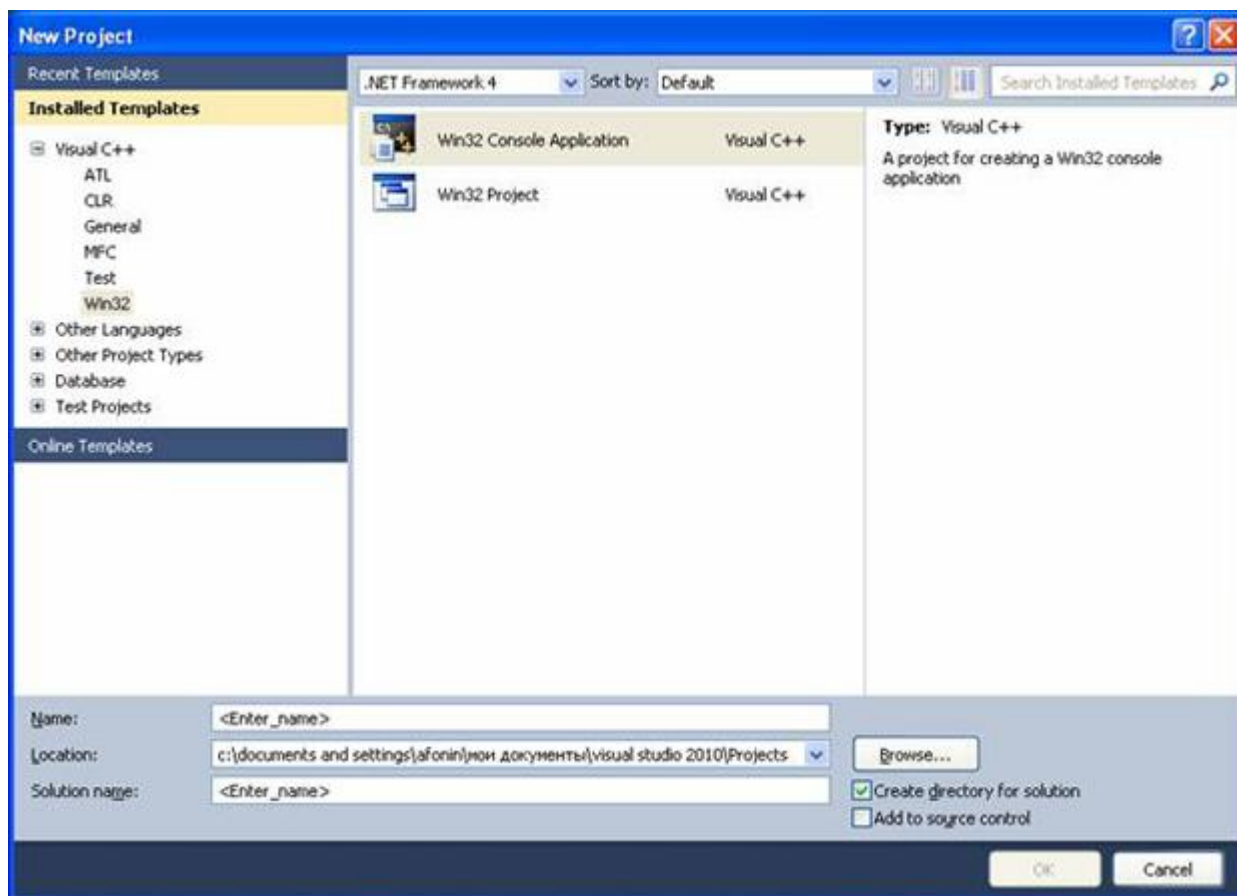 New Project
Recent Templates
Installed Templates
Visual C++
ATL
CLR
General
MFC
Test
Win32
Other Languages
Other Project Types
Database
Test Projects
Online Templates
.NET Framework 4
Sort by: Default
Search Installed Templates
Win32 Console Application Visual C++
Win32 Project Visual C++
Type: Visual C++
A project for creating a Win32 console
application
Name: <Enter_name>
Location: c:\documents and settings\afonin\мои документы\visual studio 2010\Projects
Browse...
Solution name: <Enter_name>
Create directory for solution
Add to source control
OK
Cancel